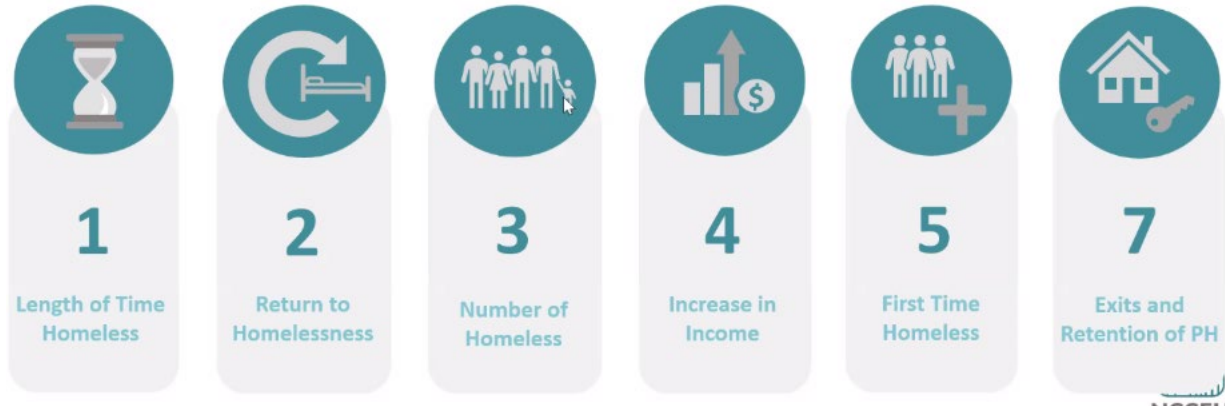 1
Length of Time
Homeless
2
Return to
Homelessness
3
Number of
Homeless
4
Increase in
Income
$
5
First Time
Homeless
7
Exits and
Retention of PH